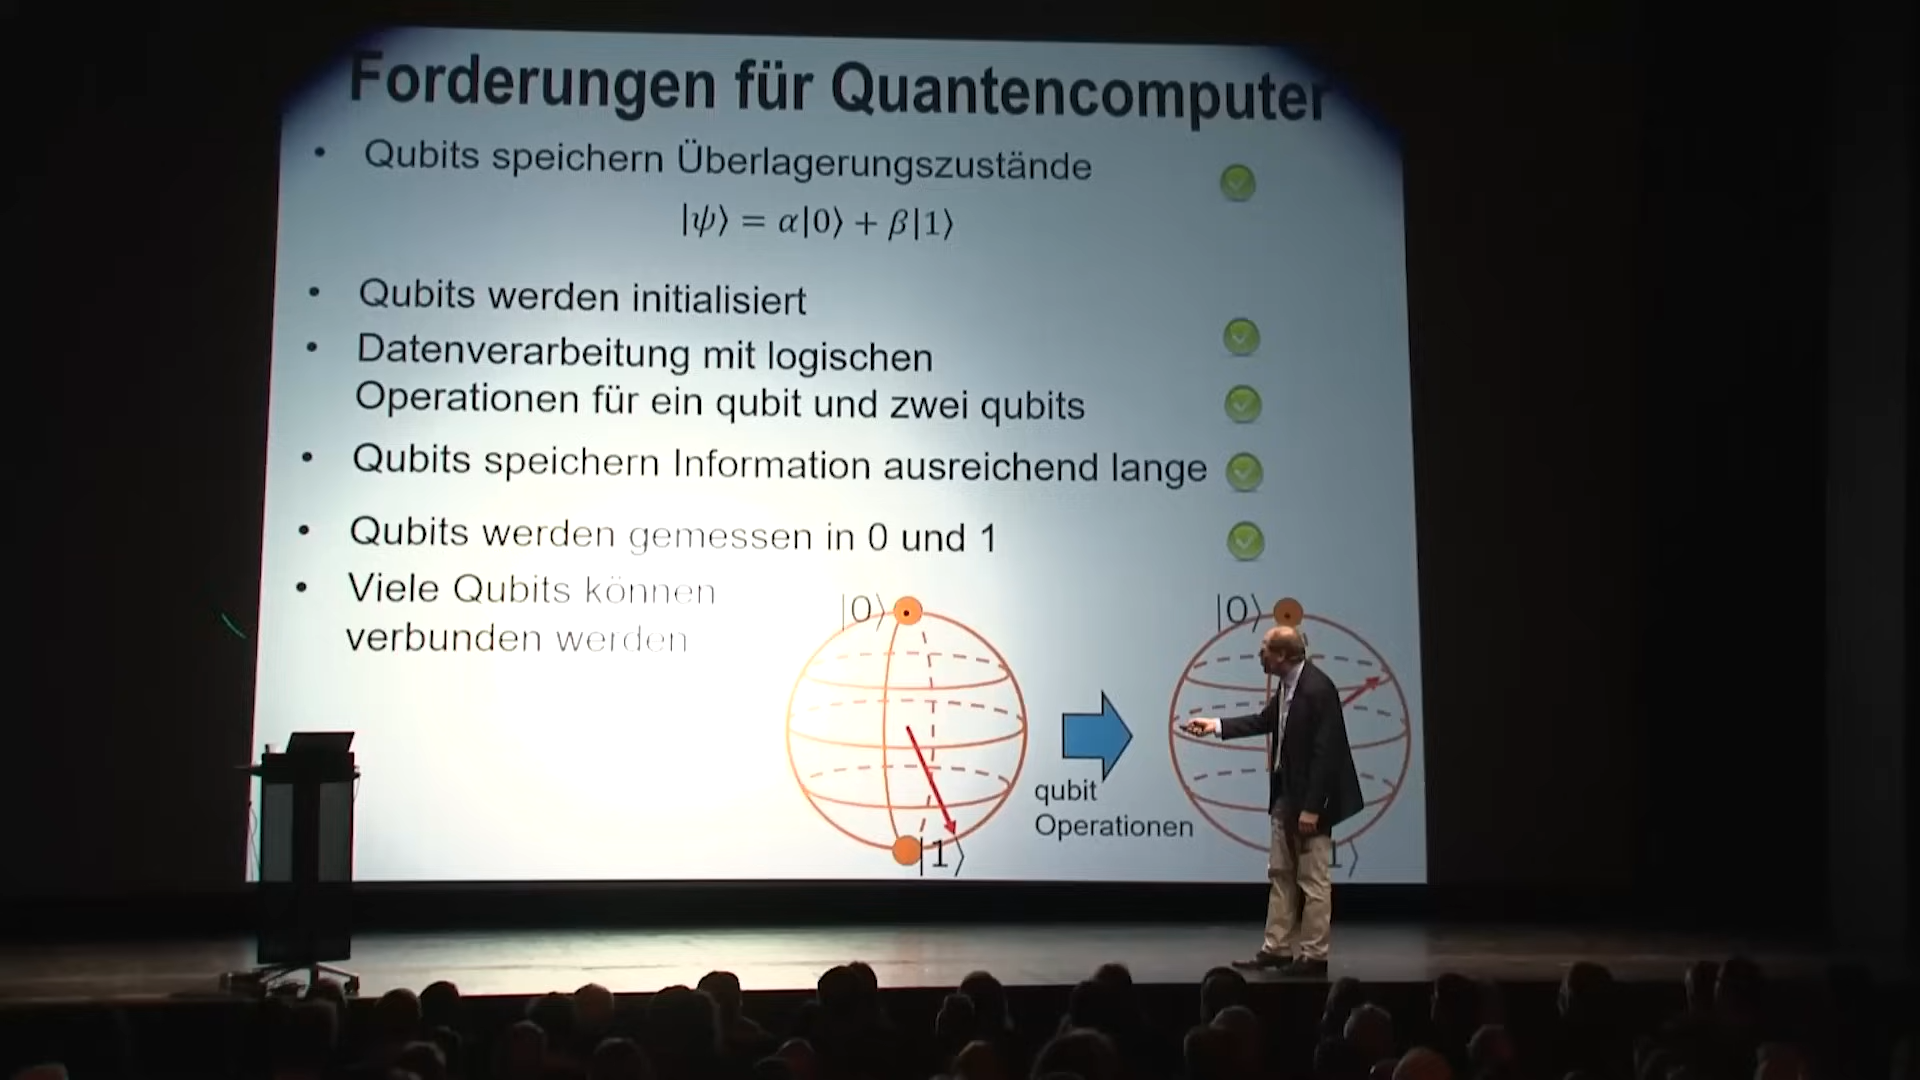 Forderungen für Quantencomputer
• Qubits speichern Überlagerungszustände
|ψ⟩ = α|0⟩ + β|1⟩
• Qubits werden initialisiert
• Datenverarbeitung mit logischen
Operationen für ein qubit und zwei qubits
• Qubits speichern Information ausreichend lange
• Qubits werden gemessen in 0 und 1
• Viele Qubits können
verbunden werden
|0⟩
|1⟩
qubit
Operationen
|0⟩
1⟩